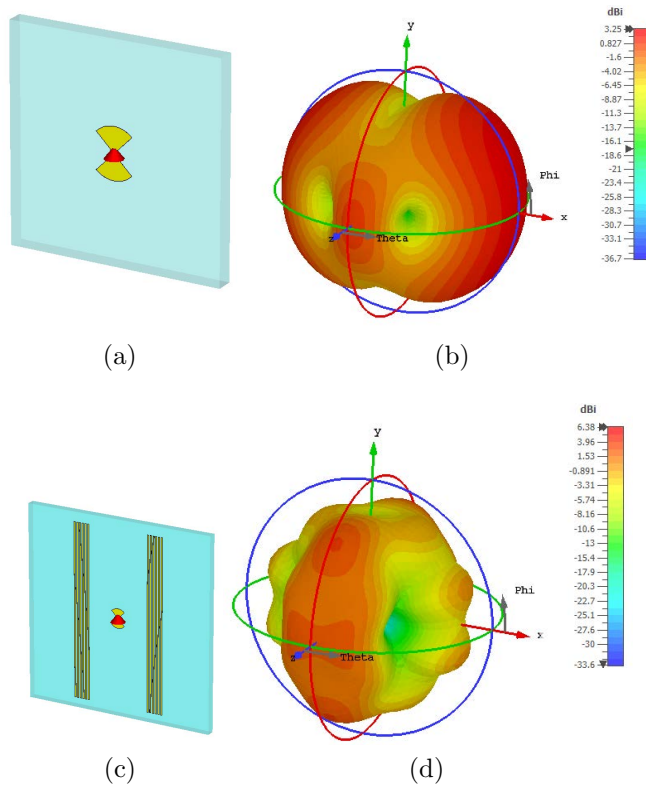 dBi
3.25
0.827
-1.6
-4.02
-6.45
-8.87
-11.3
-13.7
-16.1
-18.6
-21
-23.4
-25.8
-28.3
-30.7
-33.1
-36.7
y
Phi
x
z
Theta
(a)
(b)
dBi
6.38
3.96
1.53
-0.891
-3.31
-5.74
-8.16
-10.6
-13
-15.4
-17.9
-20.3
-22.7
-25.1
-27.6
-30
-33.6
y
Phi
x
z
Theta
(c)
(d)